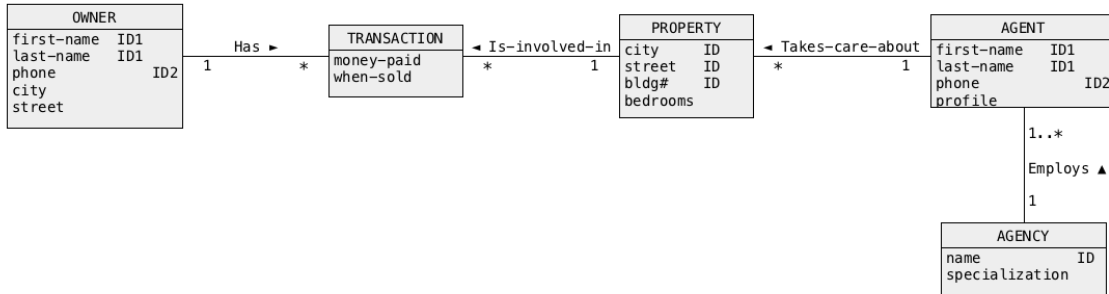 OWNER
first-name ID1
last-name ID1
phone ID2
city
street
Has ►
1
*
TRANSACTION
money-paid
when-sold
◄ Is-involved-in
*
1
PROPERTY
city ID
street ID
bldg# ID
bedrooms
◄ Takes-care-about
*
1
AGENT
first-name ID1
last-name ID1
phone ID2
profile
1..*
Employs ▲
1
AGENCY
name ID
specialization